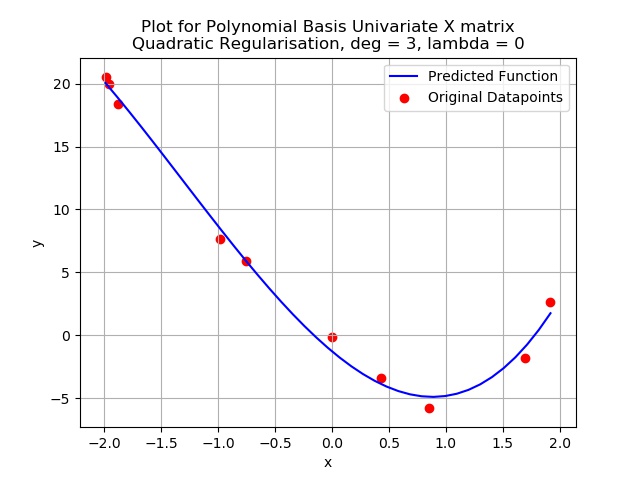 Plot for Polynomial Basis Univariate X matrix
Quadratic Regularisation, deg = 3, lambda = 0
Predicted Function
Original Datapoints
20
15
10
5
0
−5
y
−2.0 −1.5 −1.0 −0.5 0.0 0.5 1.0 1.5 2.0
x